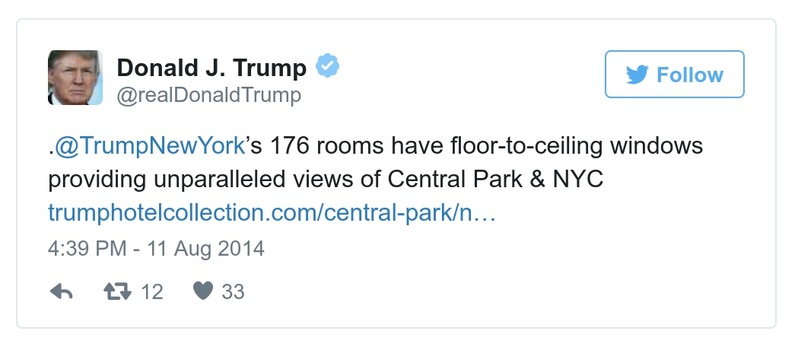 Donald J. Trump
@realDonaldTrump
Follow
.@TrumpNewYork’s 176 rooms have floor-to-ceiling windows
providing unparalleled views of Central Park & NYC
trumphotelcollection.com/central-park/n…
4:39 PM - 11 Aug 2014
12 33